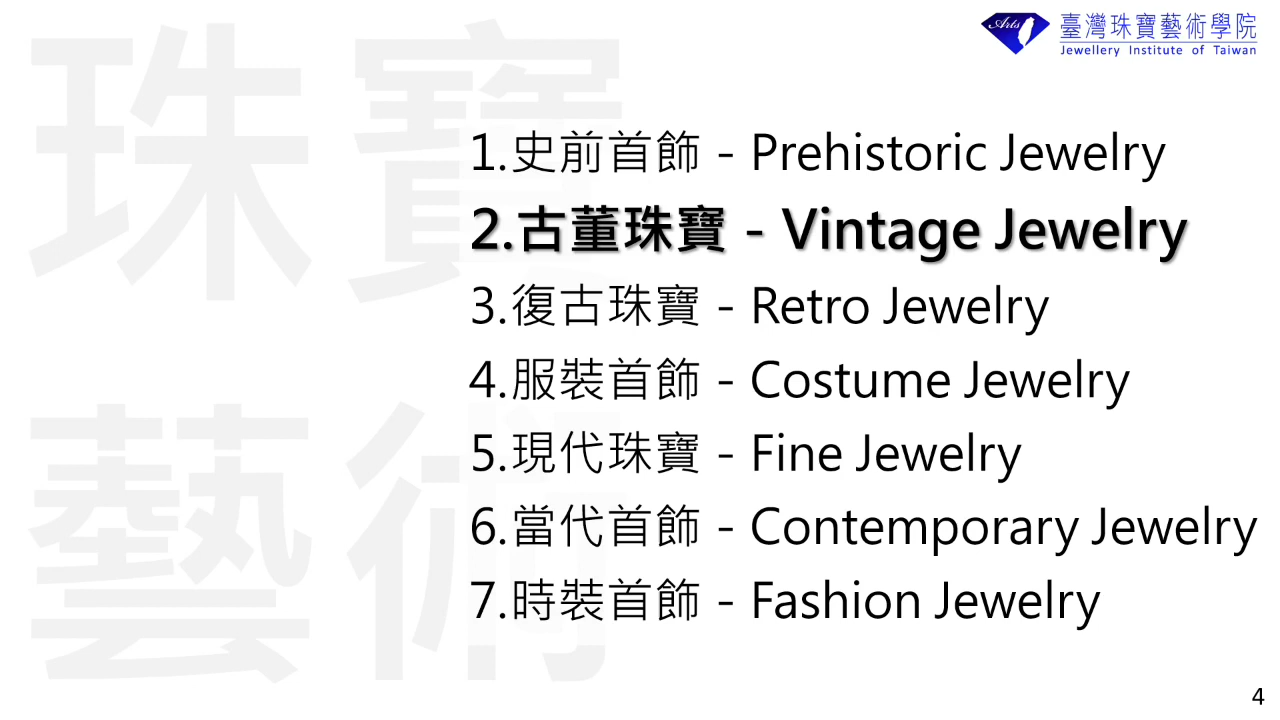 珠寶
藝術
Arts
臺灣珠寶藝術學院
Jewellery Institute of Taiwan
1.史前首飾 - Prehistoric Jewelry
2.古董珠寶 - Vintage Jewelry
3.復古珠寶 - Retro Jewelry
4.服裝首飾 - Costume Jewelry
5.現代珠寶 - Fine Jewelry
6.當代首飾 - Contemporary Jewelry
7.時裝首飾 - Fashion Jewelry
4